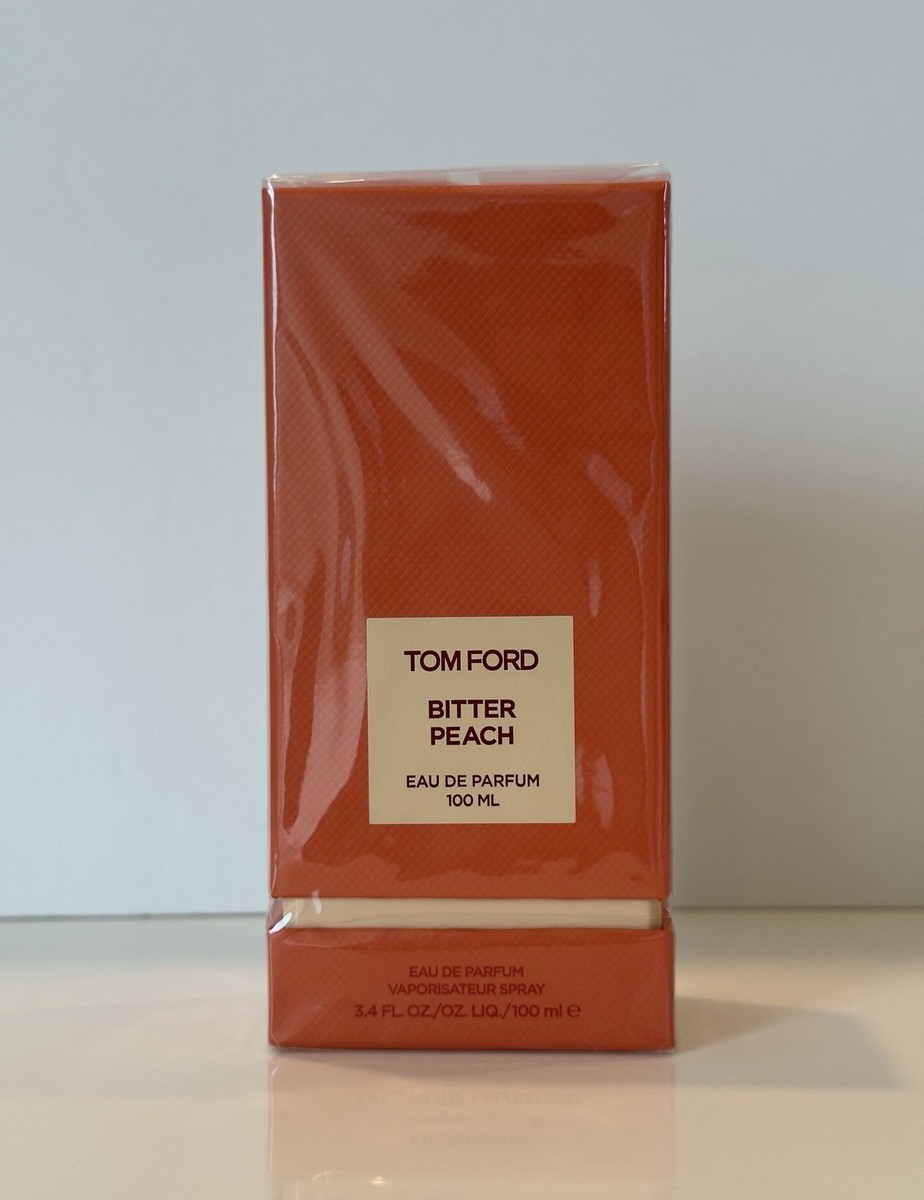 TOM FORD
BITTER
PEACH
EAU DE PARFUM
100 ML
EAU DE PARFUM
VAPORISATEUR SPRAY
3.4 FL. OZ./OZ. LIQ./100 ml ℮